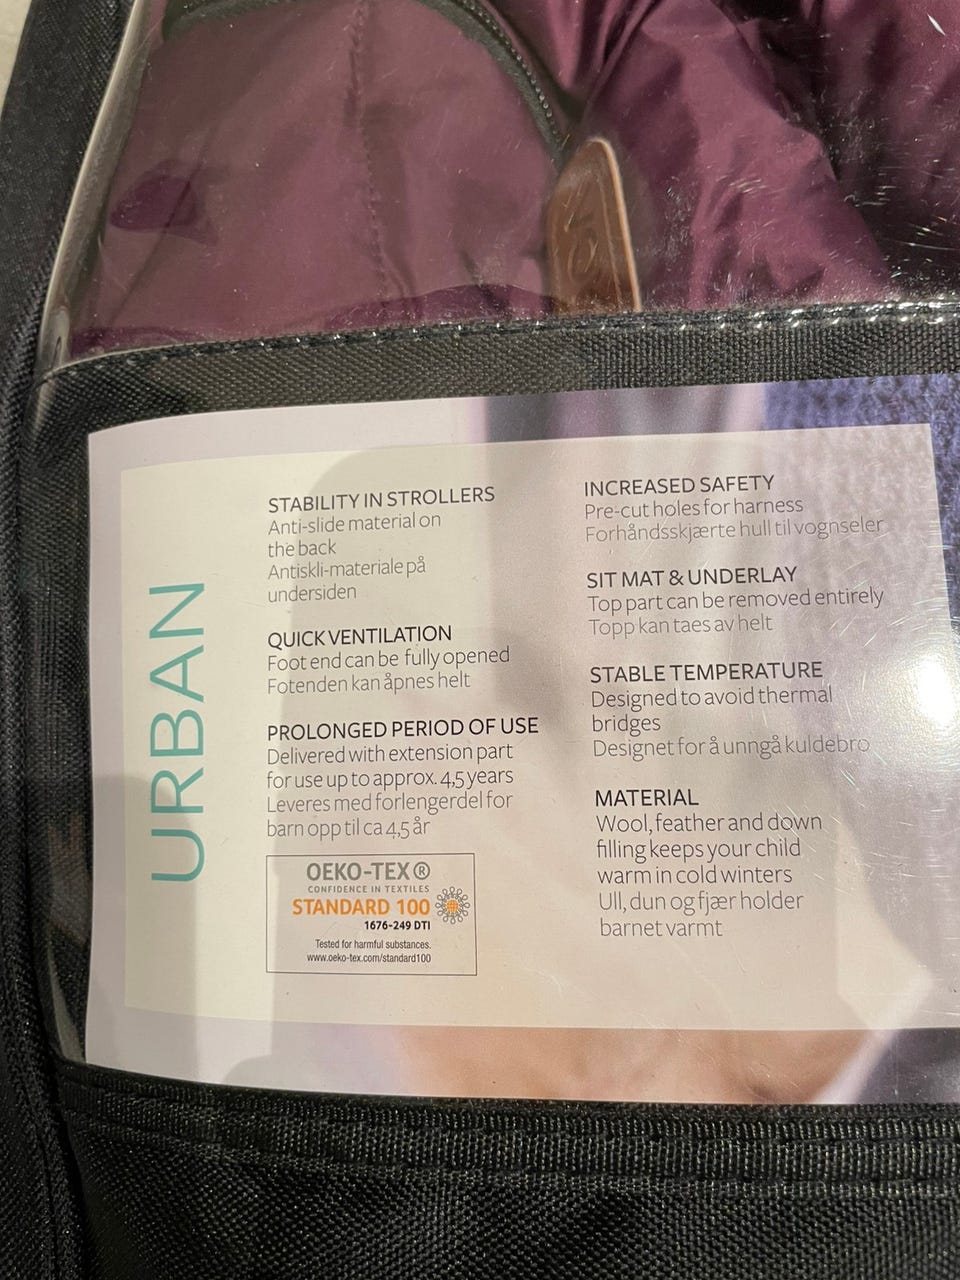 URBAN
STABILITY IN STROLLERS
Anti-slide material on
the back
Antiskli-materiale på
undersiden
QUICK VENTILATION
Foot end can be fully opened
Fotenden kan åpnes helt
PROLONGED PERIOD OF USE
Delivered with extension part
for use up to approx. 4,5 years
Leveres med forlengerdel for
barn opp til ca 4,5 år
OEKO-TEX®
CONFIDENCE IN TEXTILES
STANDARD 100
1676-249 DTI
Tested for harmful substances.
www.oeko-tex.com/standard100
INCREASED SAFETY
Pre-cut holes for harness
Forhåndsskjærte hull til vognseler
SIT MAT & UNDERLAY
Top part can be removed entirely
Topp kan taes av helt
STABLE TEMPERATURE
Designed to avoid thermal
bridges
Designet for å unngå kuldebro
MATERIAL
Wool, feather and down
filling keeps your child
warm in cold winters
Ull, dun og fjær holder
barnet varmt